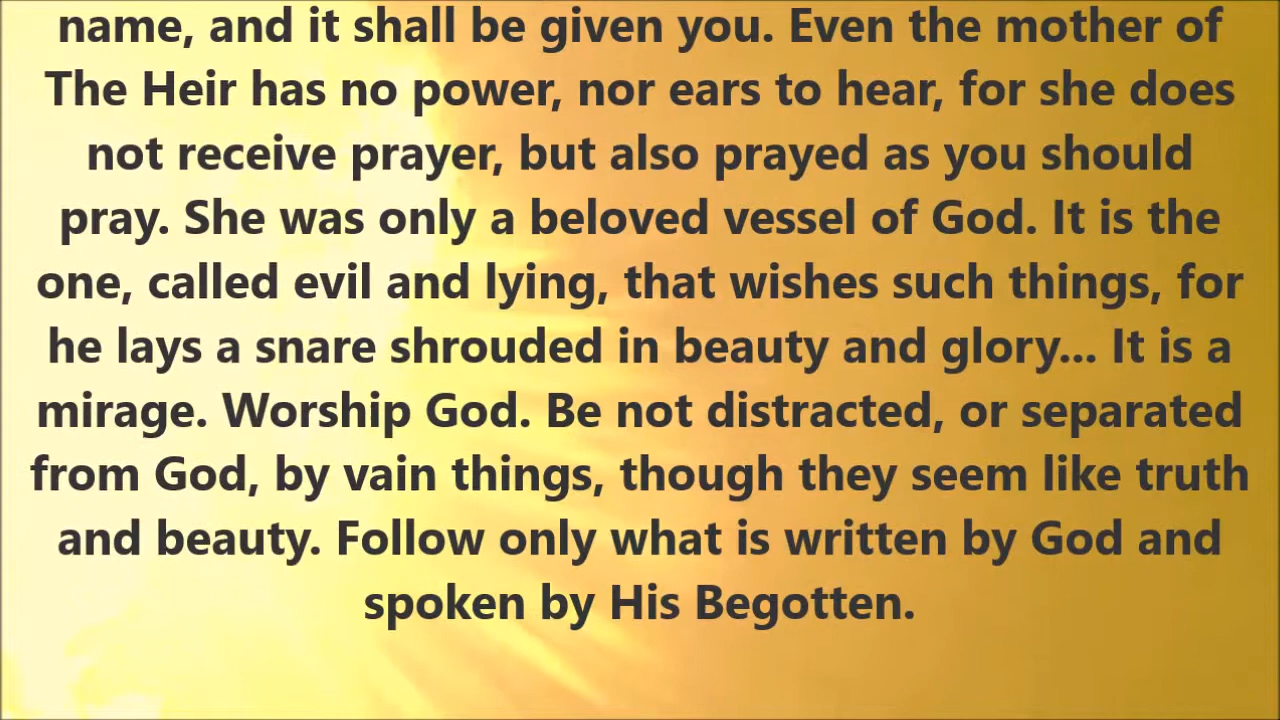 name, and it shall be given you. Even the mother of
The Heir has no power, nor ears to hear, for she does
not receive prayer, but also prayed as you should
pray. She was only a beloved vessel of God. It is the
one, called evil and lying, that wishes such things, for
he lays a snare shrouded in beauty and glory... It is a
mirage. Worship God. Be not distracted, or separated
from God, by vain things, though they seem like truth
and beauty. Follow only what is written by God and
spoken by His Begotten.